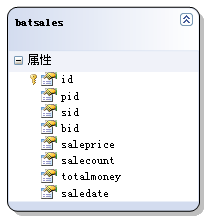 batsales
属性
id
pid
sid
bid
saleprice
salecount
totalmoney
saledate